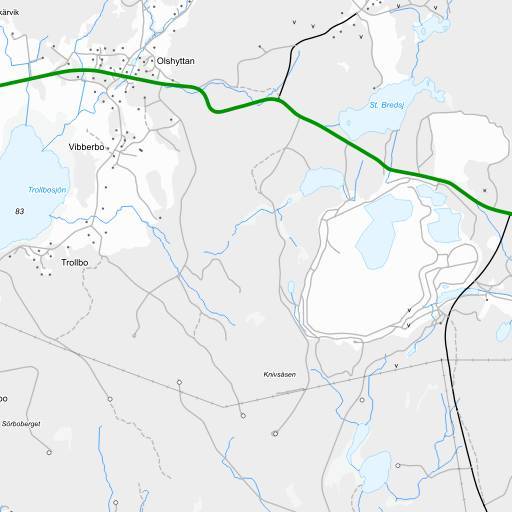 Olshyttan
St. Bredsj
Vibberbo
Trollbosjön
83
Trollbo
Knivsåsen
Sörboberget